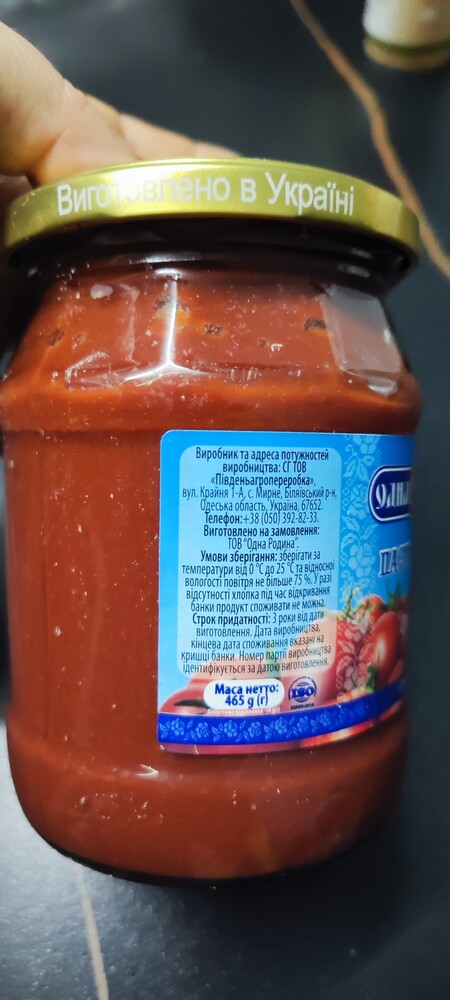 Виготовлено в Україні
Виробник та адреса потужностей
виробництва: СГ ТОВ
«Південьагропереробка»,
вул. Крайня 1-А, с. Мирне, Біляївський р-н,
Одеська область, Україна, 67652.
Телефон:+38 (050) 392-82-33.
Виготовлено на замовлення:
ТОВ "Одна Родина".
Умови зберігання: зберігати за
температури від 0 °С до 25 °С та відносної
вологості повітря не більше 75 %. У разі
відсутності хлопка під час відкривання
банки продукт споживати не можна.
Строк придатності: 3 роки від дати
виготовлення. Дата виробництва,
кінцева дата споживання вказані на
кришці банки. Номер партії виробництва
ідентифікується за датою виготовлення.
Маса нетто:
465 g (г)
ISO